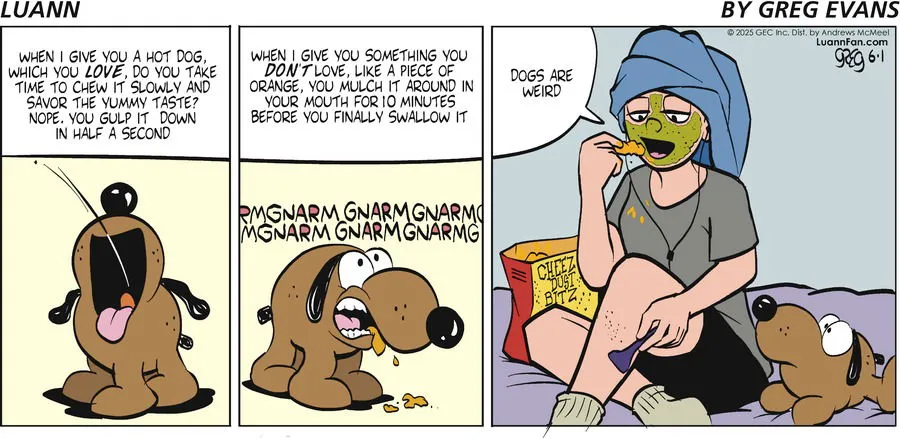 LUANN
BY GREG EVANS
WHEN I GIVE YOU A HOT DOG,
WHICH YOU LOVE, DO YOU TAKE
TIME TO CHEW IT SLOWLY AND
SAVOR THE YUMMY TASTE?
NOPE. YOU GULP IT DOWN
IN HALF A SECOND
WHEN I GIVE YOU SOMETHING YOU
DON'T LOVE, LIKE A PIECE OF
ORANGE, YOU MULCH IT AROUND IN
YOUR MOUTH FOR 10 MINUTES
BEFORE YOU FINALLY SWALLOW IT
RMGNARM GNARM GNARMG
MGNARM GNARM GNARMG
© 2025 GEC Inc. Dist. by Andrews McMeel
LuannFan.com
greg 6·1
DOGS ARE
WEIRD
CHEEZ
DUST
BITZ